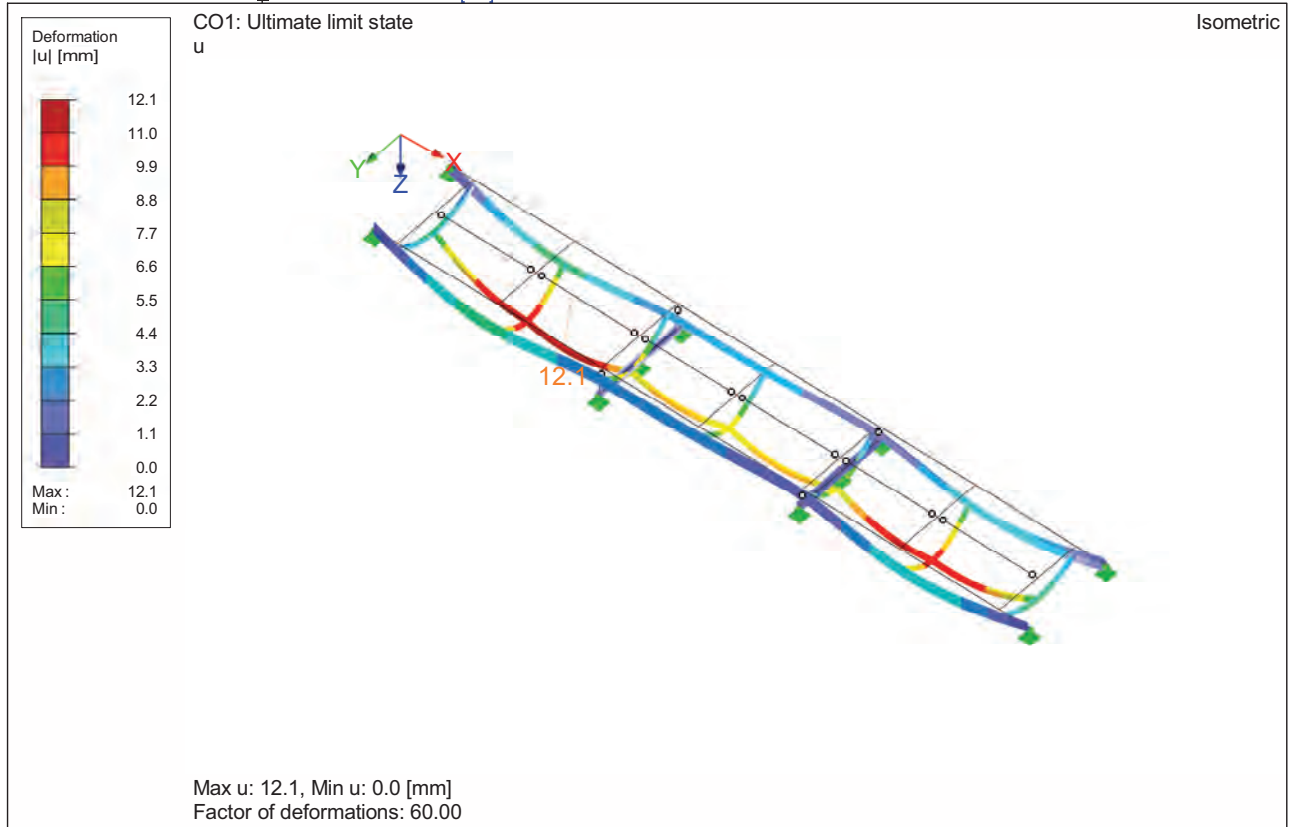 CO1: Ultimate limit state
Isometric
u
Deformation
|u| [mm]
12.1
11.0
9.9
8.8
7.7
6.6
5.5
4.4
3.3
2.2
1.1
0.0
Max : 12.1
Min : 0.0
X
Y
Z
12.1
Max u: 12.1, Min u: 0.0 [mm]
Factor of deformations: 60.00